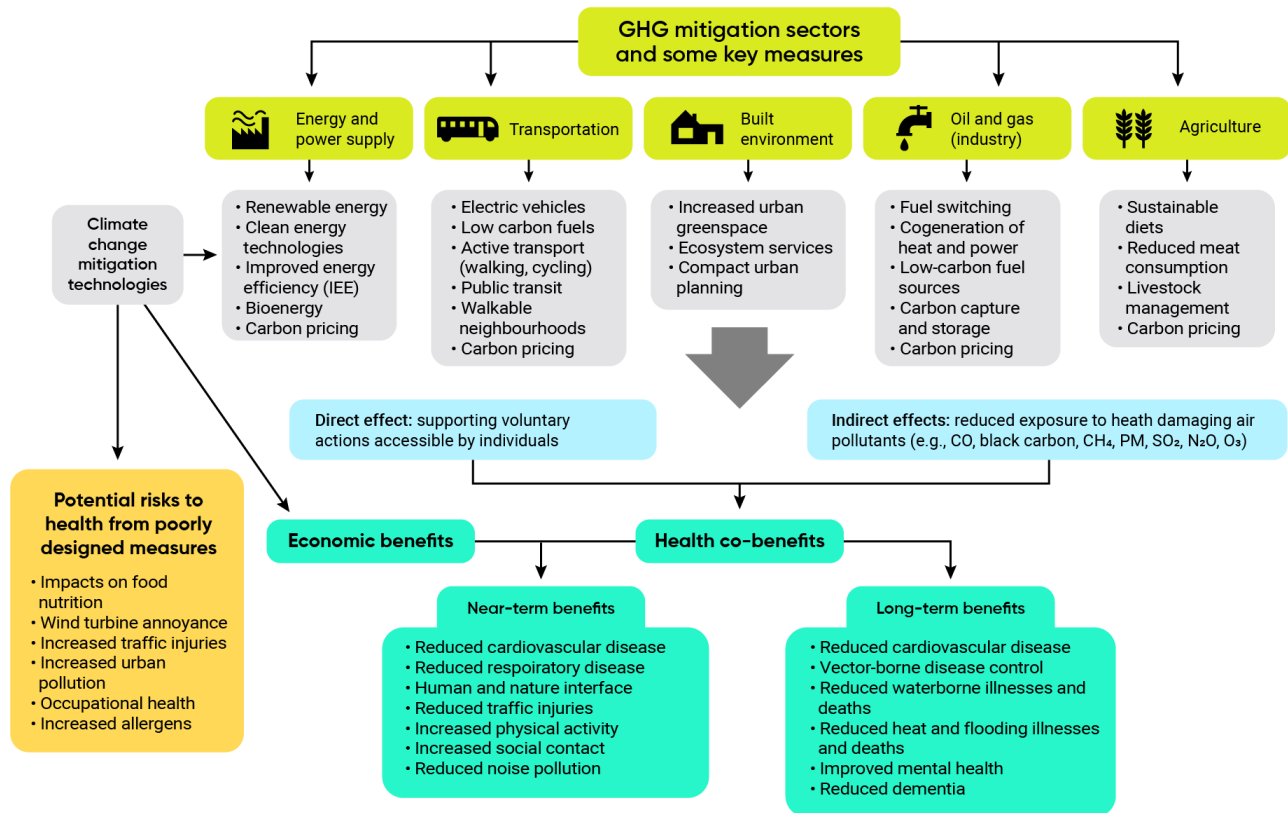 GHG mitigation sectors
and some key measures
Energy and
power supply
Transportation
Built
environment
Oil and gas
(industry)
Agriculture
Climate
change
mitigation
technologies
• Renewable energy
• Clean energy
technologies
• Improved energy
efficiency (IEE)
• Bioenergy
• Carbon pricing
• Electric vehicles
• Low carbon fuels
• Active transport
(walking, cycling)
• Public transit
• Walkable
neighbourhoods
• Carbon pricing
• Increased urban
greenspace
• Ecosystem services
• Compact urban
planning
• Fuel switching
• Cogeneration of
heat and power
• Low-carbon fuel
sources
• Carbon capture
and storage
• Carbon pricing
• Sustainable
diets
• Reduced meat
consumption
• Livestock
management
• Carbon pricing
Direct effect: supporting voluntary
actions accessible by individuals
Indirect effects: reduced exposure to heath damaging air
pollutants (e.g., CO, black carbon, CH₄, PM, SO₂, N₂O, O₃)
Potential risks to
health from poorly
designed measures
• Impacts on food
nutrition
• Wind turbine annoyance
• Increased traffic injuries
• Increased urban
pollution
• Occupational health
• Increased allergens
Economic benefits
Health co-benefits
Near-term benefits
• Reduced cardiovascular disease
• Reduced respoiratory disease
• Human and nature interface
• Reduced traffic injuries
• Increased physical activity
• Increased social contact
• Reduced noise pollution
Long-term benefits
• Reduced cardiovascular disease
• Vector-borne disease control
• Reduced waterborne illnesses and
deaths
• Reduced heat and flooding illnesses
and deaths
• Improved mental health
• Reduced dementia